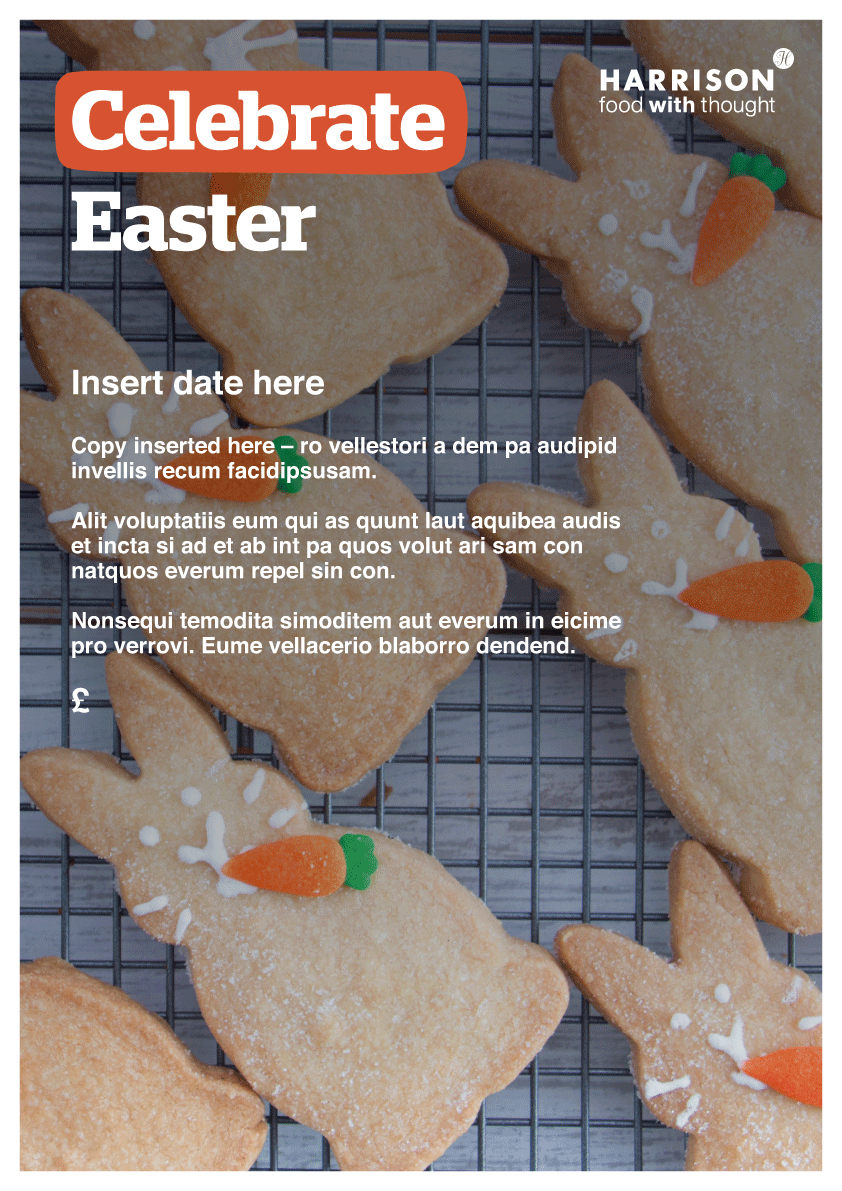 Celebrate
Easter
H
HARRISON
food with thought
Insert date here
Copy inserted here – ro vellestori a dem pa audipid
invellis recum facidipsusam.
Alit voluptatiis eum qui as quunt laut aquibea audis
et incta si ad et ab int pa quos volut ari sam con
natquos everum repel sin con.
Nonsequi temodita simoditem aut everum in eicime
pro verrovi. Eume vellacerio blaborro dendend.
£